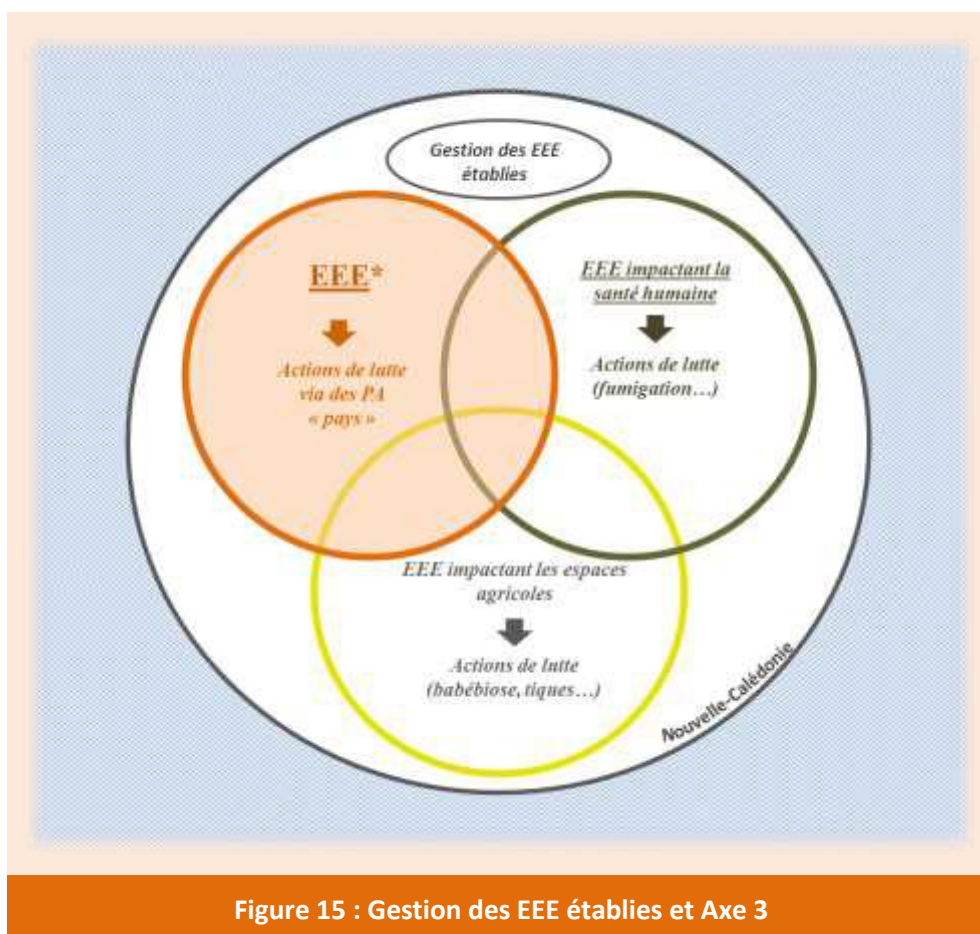 Gestion des EEE
établies
EEE*
Actions de lutte
via des PA
« pays »
EEE impactant la
santé humaine
Actions de lutte
(fumigation…)
EEE impactant les espaces
agricoles
Actions de lutte
(babébiose, tiques…)
Nouvelle-Calédonie
Figure 15 : Gestion des EEE établies et Axe 3